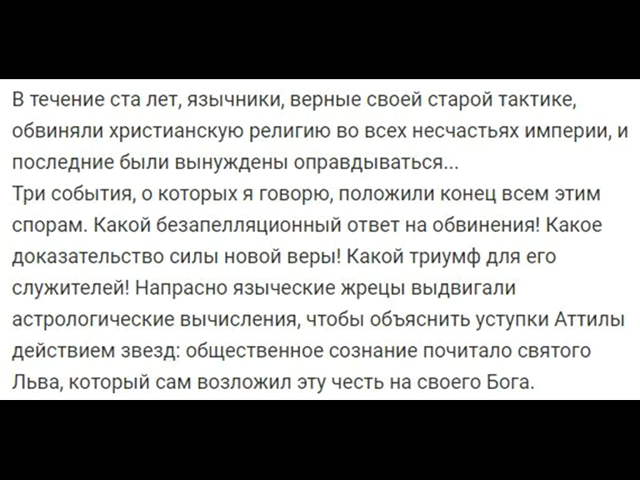 В течение ста лет, язычники, верные своей старой тактике,
обвиняли христианскую религию во всех несчастьях империи, и
последние были вынуждены оправдываться...
Три события, о которых я говорю, положили конец всем этим
спорам. Какой безапелляционный ответ на обвинения! Какое
доказательство силы новой веры! Какой триумф для его
служителей! Напрасно языческие жрецы выдвигали
астрологические вычисления, чтобы объяснить уступки Аттилы
действием звезд: общественное сознание почитало святого
Льва, который сам возложил эту честь на своего Бога.